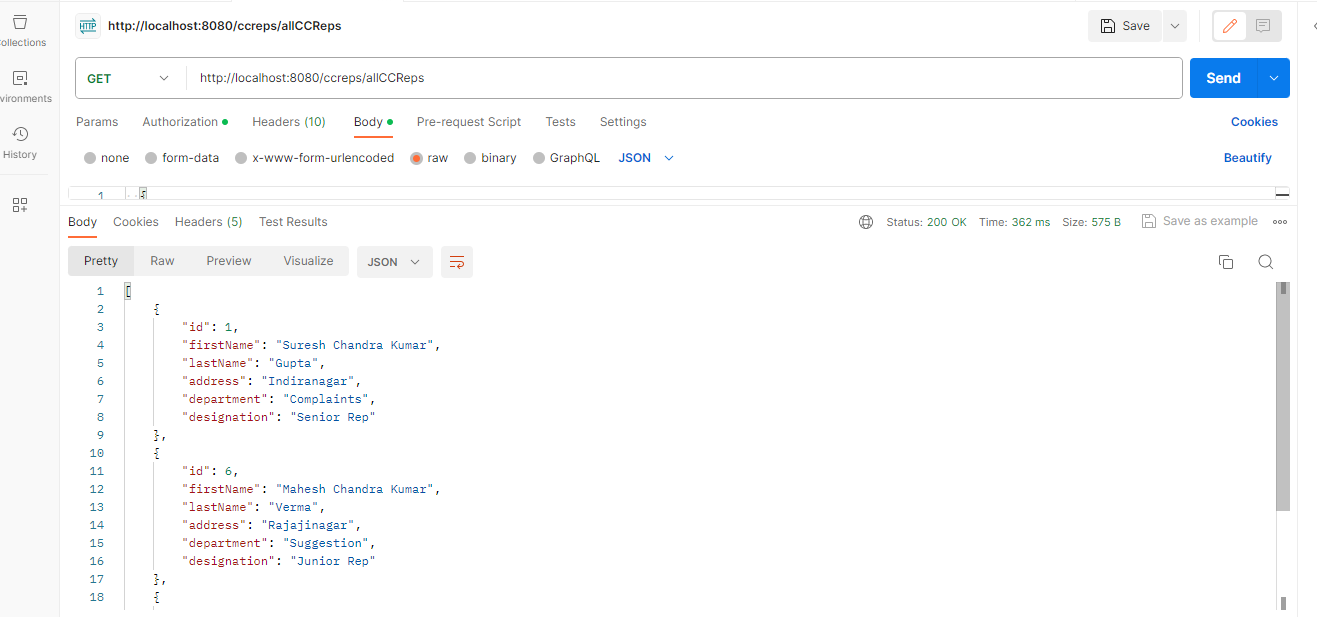 HTTP http://localhost:8080/ccreps/allCCReps Save
GET http://localhost:8080/ccreps/allCCReps Send
Params Authorization Headers (10) Body Pre-request Script Tests Settings Cookies
none form-data x-www-form-urlencoded raw binary GraphQL JSON Beautify
1 {
ollections
vironments
History
Body Cookies Headers (5) Test Results Status: 200 OK Time: 362 ms Size: 575 B Save as example
Pretty Raw Preview Visualize JSON
1 [
2 {
3 "id": 1,
4 "firstName": "Suresh Chandra Kumar",
5 "lastName": "Gupta",
6 "address": "Indiranagar",
7 "department": "Complaints",
8 "designation": "Senior Rep"
9 },
10 {
11 "id": 6,
12 "firstName": "Mahesh Chandra Kumar",
13 "lastName": "Verma",
14 "address": "Rajajinagar",
15 "department": "Suggestion",
16 "designation": "Junior Rep"
17 },
18 {